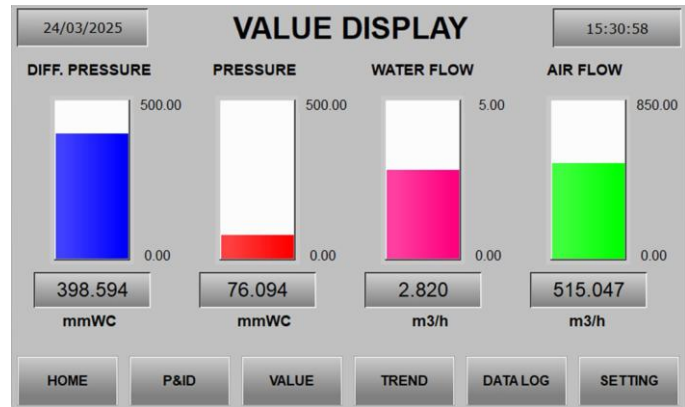 24/03/2025 VALUE DISPLAY 15:30:58
DIFF. PRESSURE PRESSURE WATER FLOW AIR FLOW
500.00 500.00 5.00 850.00
0.00 0.00 0.00 0.00
398.594 76.094 2.820 515.047
mmWC mmWC m3/h m3/h
HOME P&ID VALUE TREND DATA LOG SETTING